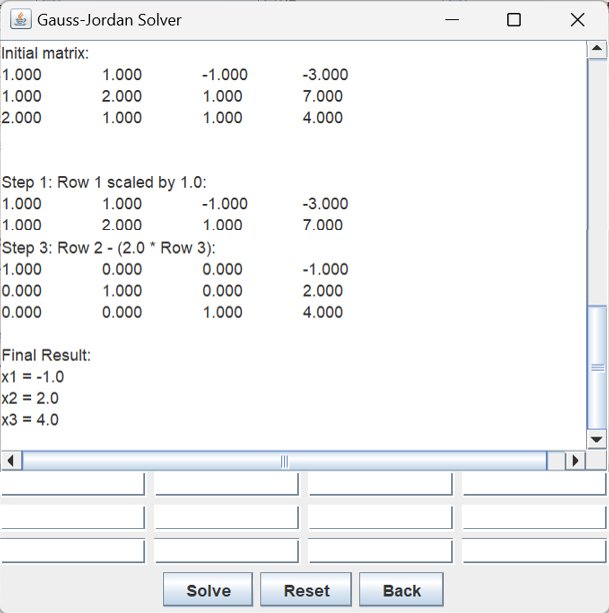 Gauss-Jordan Solver
Initial matrix:
1.000 1.000 -1.000 -3.000
1.000 2.000 1.000 7.000
2.000 1.000 1.000 4.000
Step 1: Row 1 scaled by 1.0:
1.000 1.000 -1.000 -3.000
1.000 2.000 1.000 7.000
Step 3: Row 2 - (2.0 * Row 3):
1.000 0.000 0.000 -1.000
0.000 1.000 0.000 2.000
0.000 0.000 1.000 4.000
Final Result:
x1 = -1.0
x2 = 2.0
x3 = 4.0
Solve Reset Back